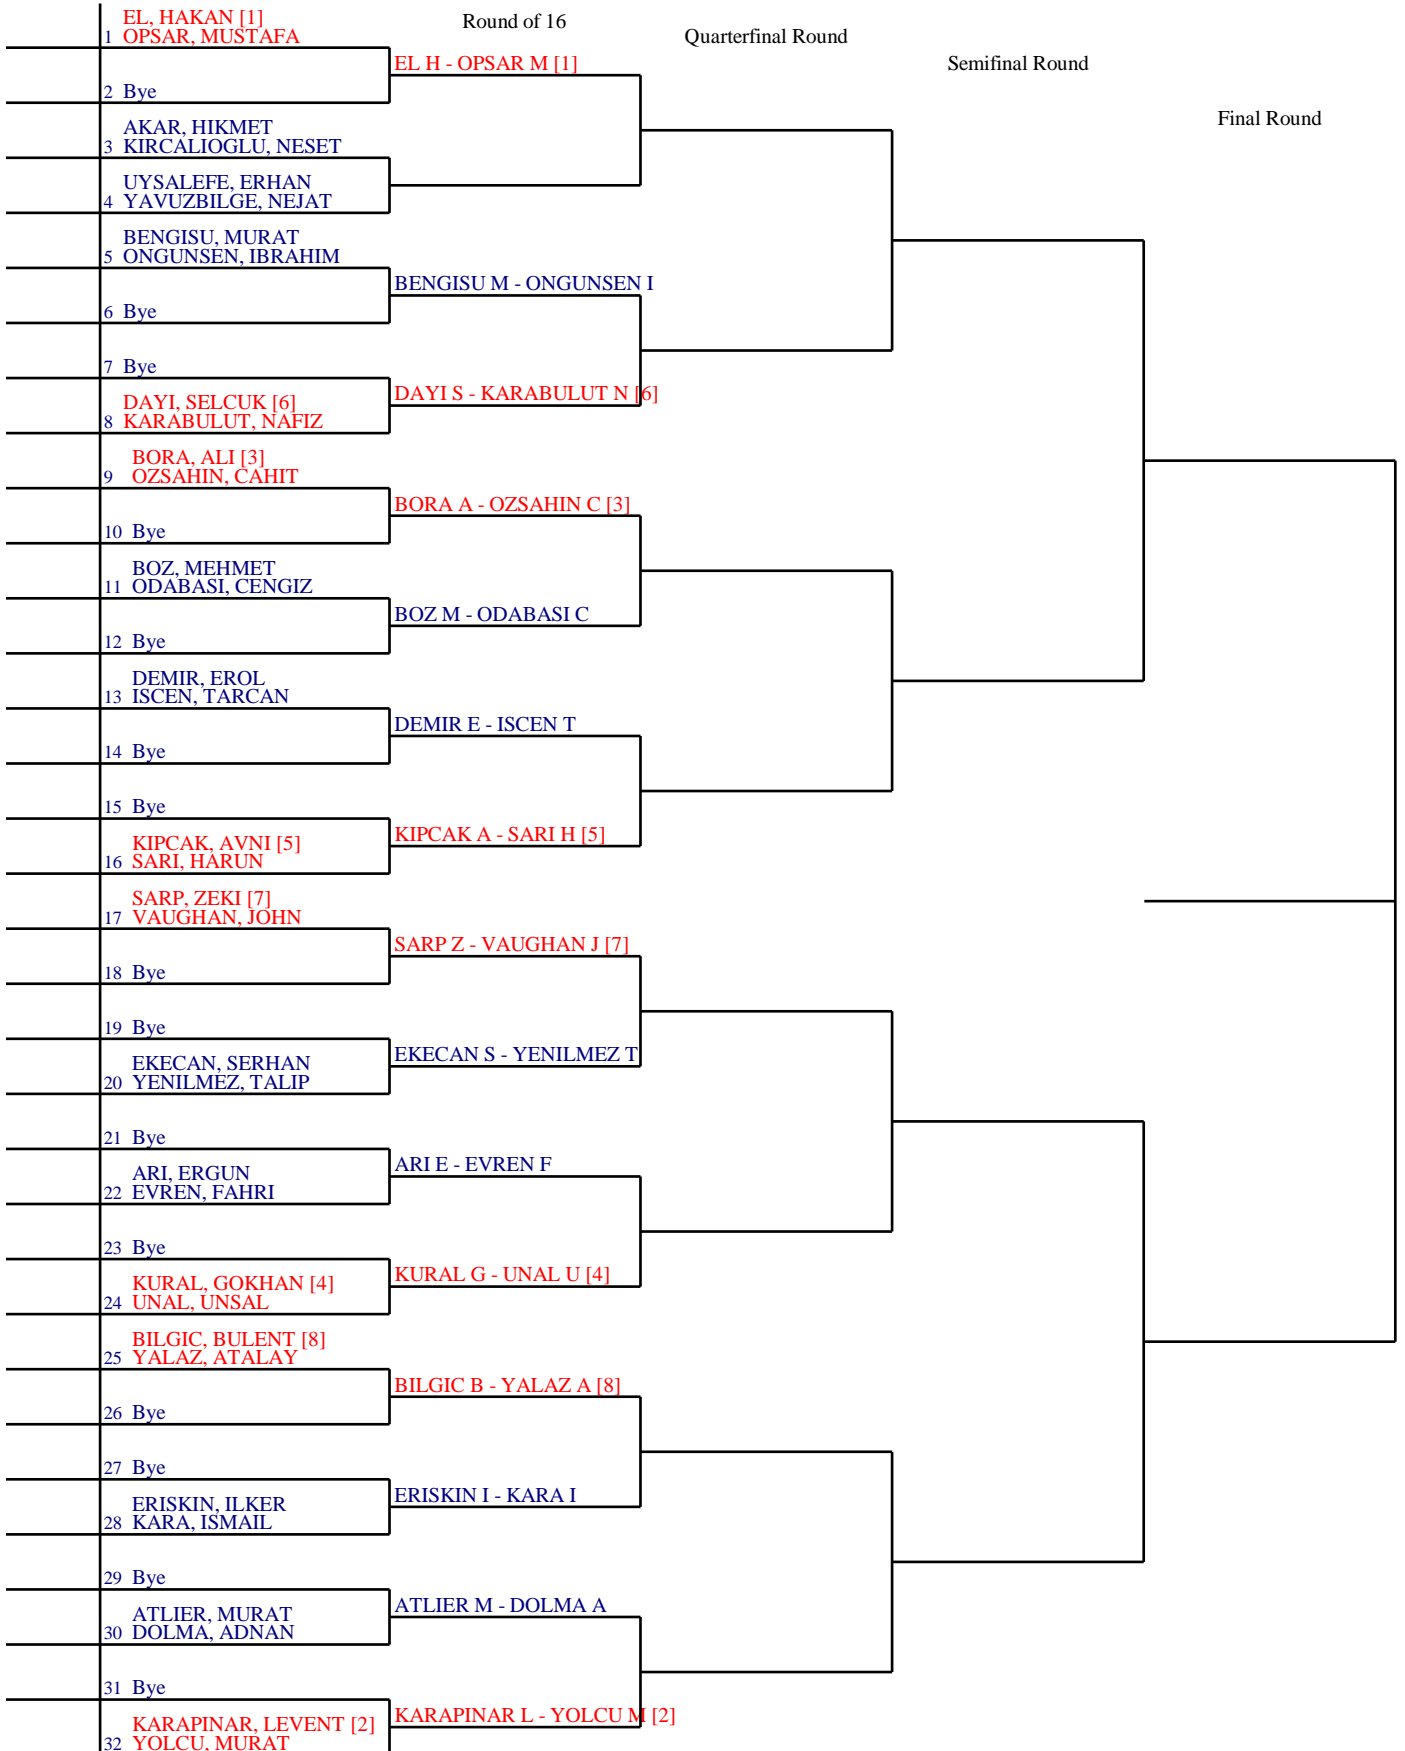 EL, HAKAN [1]
1 OPSAR, MUSTAFA
Round of 16
Quarterfinal Round
EL H - OPSAR M [1]
Semifinal Round
2 Bye
Final Round
AKAR, HIKMET
3 KIRCALIOGLU, NESET
UYSALEFE, ERHAN
4 YAVUZBILGE, NEJAT
BENGISU, MURAT
5 ONGUNSEN, IBRAHIM
BENGISU M - ONGUNSEN I
6 Bye
7 Bye
DAYI S - KARABULUT N [6]
DAYI, SELCUK [6]
8 KARABULUT, NAFIZ
BORA, ALI [3]
9 OZSAHIN, CAHIT
BORA A - OZSAHIN C [3]
10 Bye
BOZ, MEHMET
11 ODABASI, CENGIZ
BOZ M - ODABASI C
12 Bye
DEMIR, EROL
13 ISCEN, TARCAN
DEMIR E - ISCEN T
14 Bye
15 Bye
KIPCAK A - SARI H [5]
KIPCAK, AVNI [5]
16 SARI, HARUN
SARP, ZEKI [7]
17 VAUGHAN, JOHN
SARP Z - VAUGHAN J [7]
18 Bye
19 Bye
EKECAN S - YENILMEZ T
EKECAN, SERHAN
20 YENILMEZ, TALIP
21 Bye
ARI E - EVREN F
ARI, ERGUN
22 EVREN, FAHRI
23 Bye
KURAL G - UNAL U [4]
KURAL, GOKHAN [4]
24 UNAL, UNSAL
BILGIC, BULENT [8]
25 YALAZ, ATALAY
BILGIC B - YALAZ A [8]
26 Bye
27 Bye
ERISKIN I - KARA I
ERISKIN, ILKER
28 KARA, ISMAIL
29 Bye
ATLIER M - DOLMA A
ATLIER, MURAT
30 DOLMA, ADNAN
31 Bye
KARAPINAR L - YOLCU M [2]
KARAPINAR, LEVENT [2]
32 YOLCU, MURAT